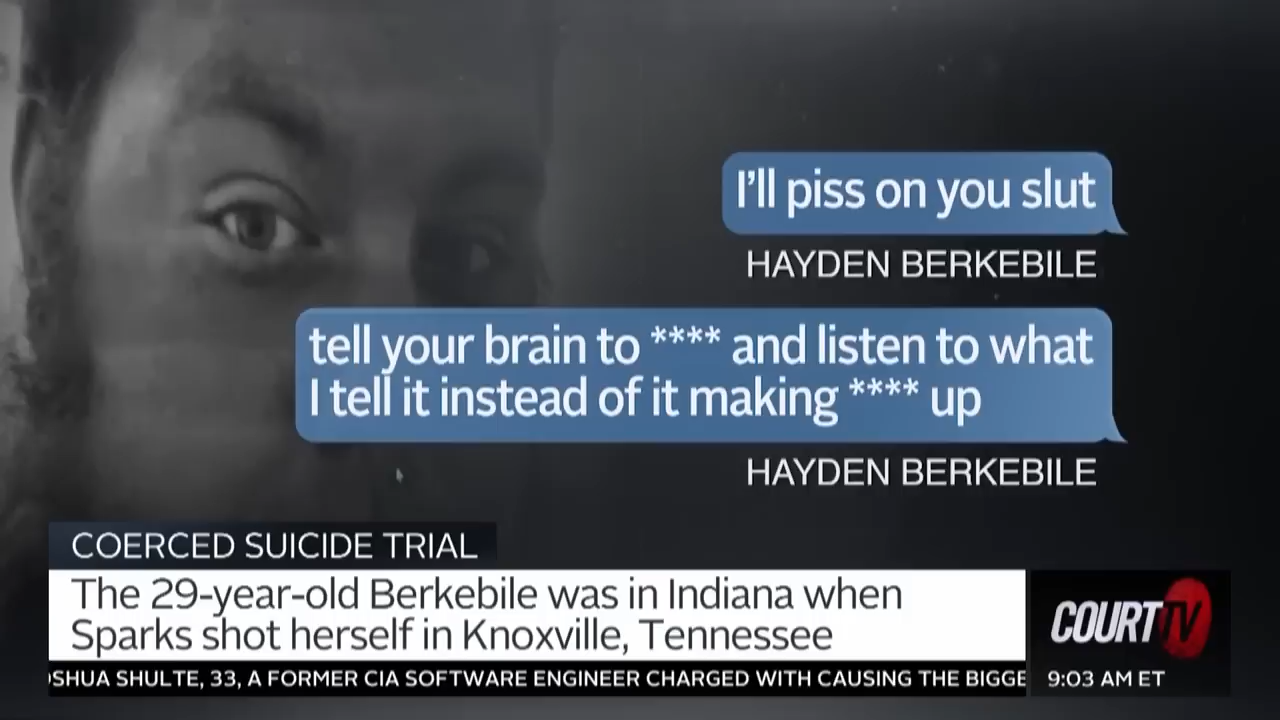 I'll piss on you slut
HAYDEN BERKEBILE
tell your brain to **** and listen to what
I tell it instead of it making **** up
HAYDEN BERKEBILE
COERCED SUICIDE TRIAL
The 29-year-old Berkebile was in Indiana when
Sparks shot herself in Knoxville, Tennessee
COURT TV
OSHUA SHULTE, 33, A FORMER CIA SOFTWARE ENGINEER CHARGED WITH CAUSING THE BIGGE
9:03 AM ET